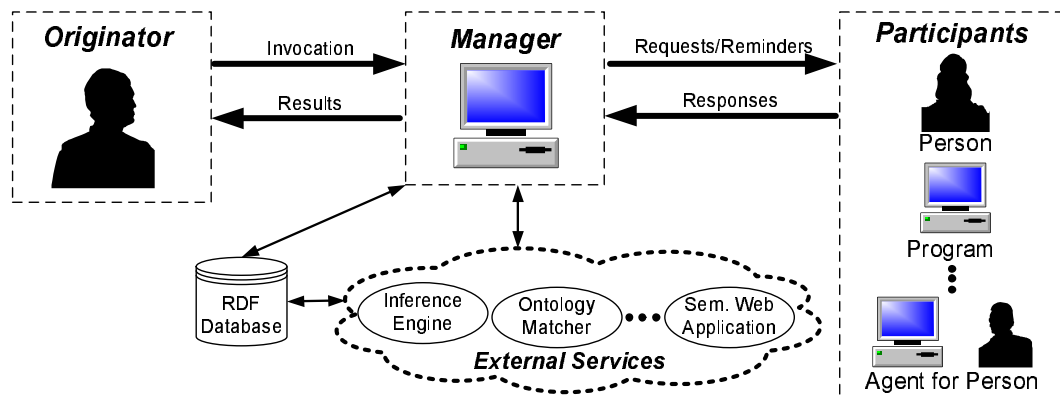 Originator
Invocation
Results
Manager
Requests/Reminders
Responses
Participants
Person
Program
Agent for Person
RDF
Database
Inference
Engine
Ontology
Matcher
Sem. Web
Application
External Services